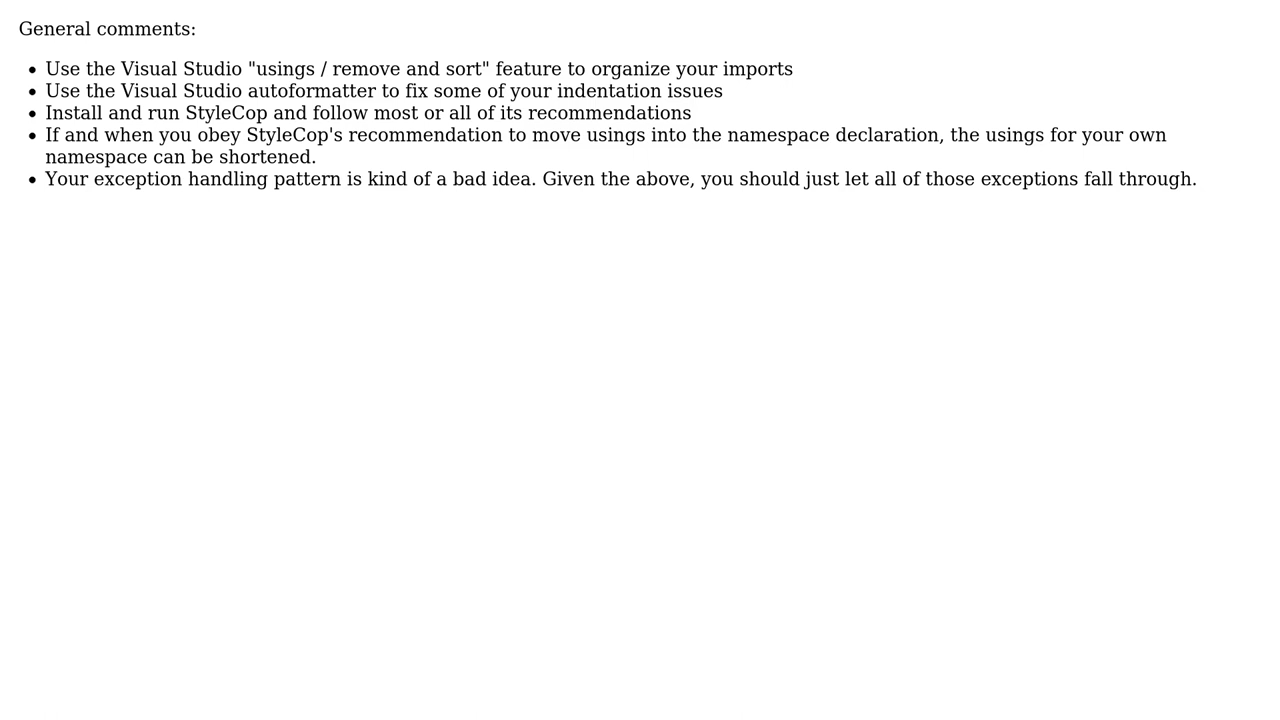 General comments:
• Use the Visual Studio "usings / remove and sort" feature to organize your imports
• Use the Visual Studio autoformatter to fix some of your indentation issues
• Install and run StyleCop and follow most or all of its recommendations
• If and when you obey StyleCop's recommendation to move usings into the namespace declaration, the usings for your own
namespace can be shortened.
• Your exception handling pattern is kind of a bad idea. Given the above, you should just let all of those exceptions fall through.